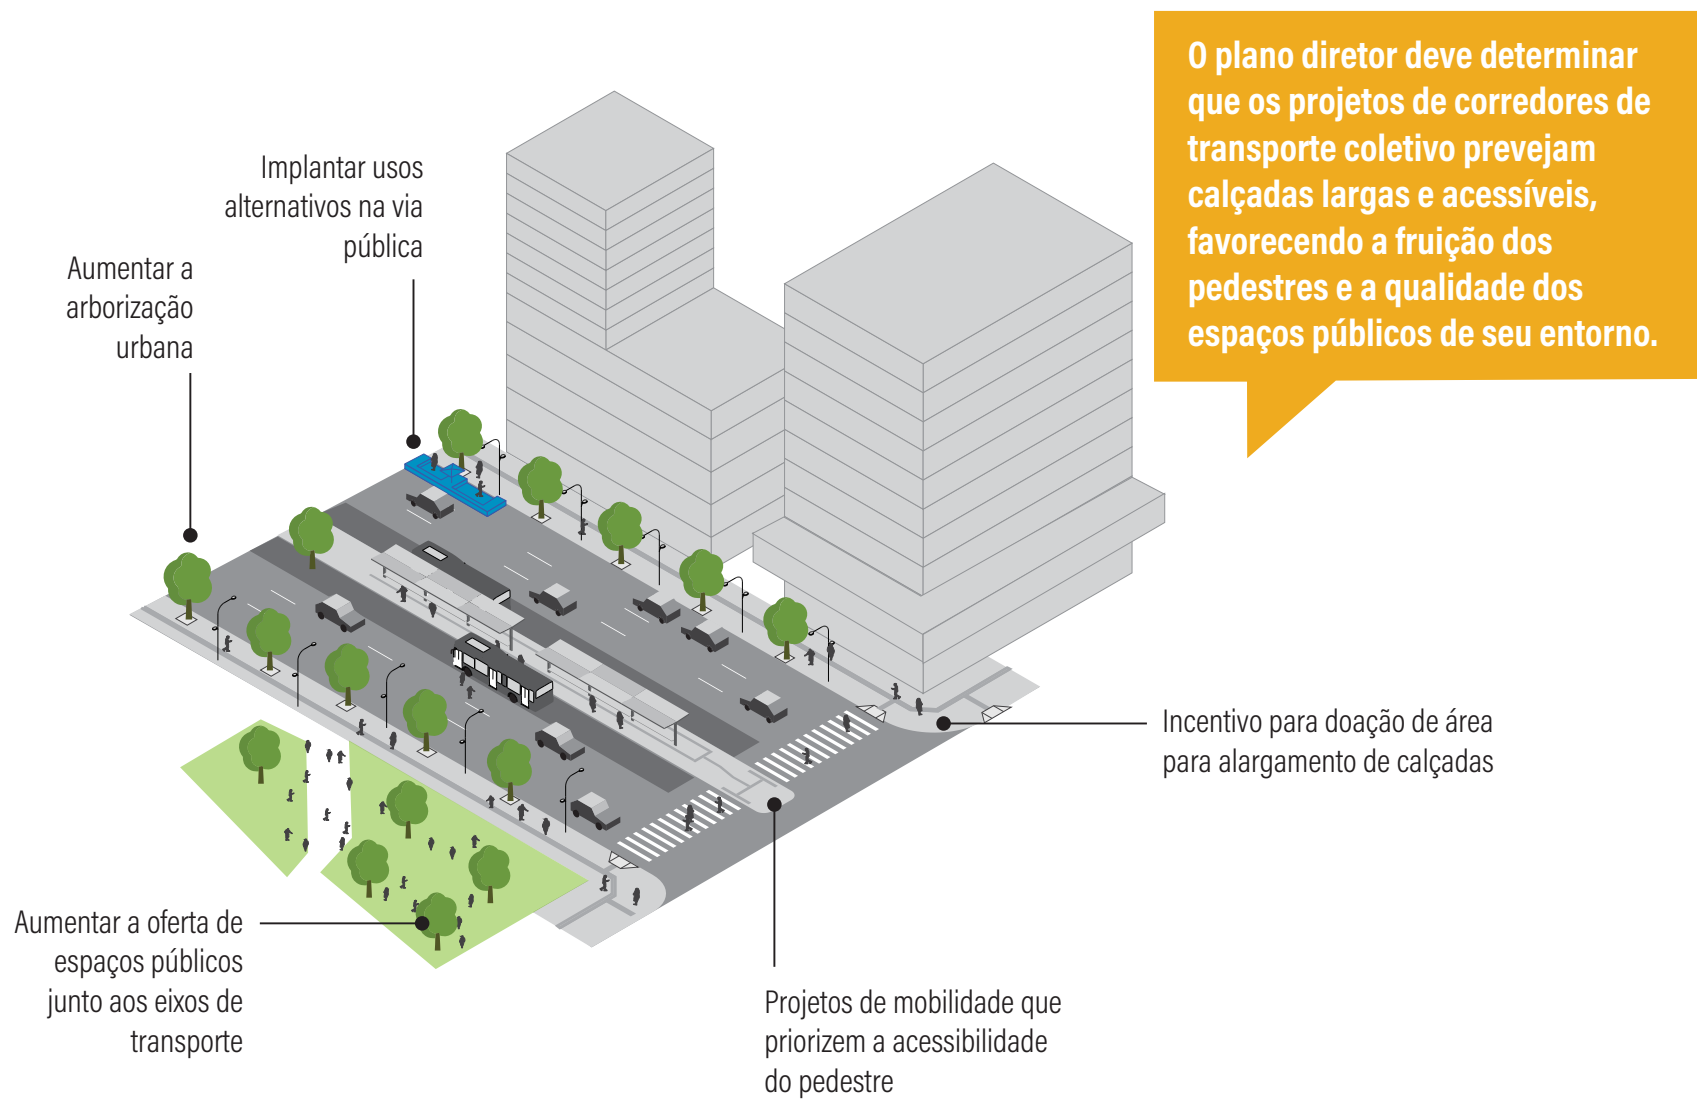 O plano diretor deve determinar
que os projetos de corredores de
transporte coletivo prevejam
calçadas largas e acessíveis,
favorecendo a fruição dos
pedestres e a qualidade dos
espaços públicos de seu entorno.
Implantar usos
alternativos na via
pública
Aumentar a
arborização
urbana
Incentivo para doação de área
para alargamento de calçadas
Aumentar a oferta de
espaços públicos
junto aos eixos de
transporte
Projetos de mobilidade que
priorizem a acessibilidade
do pedestre